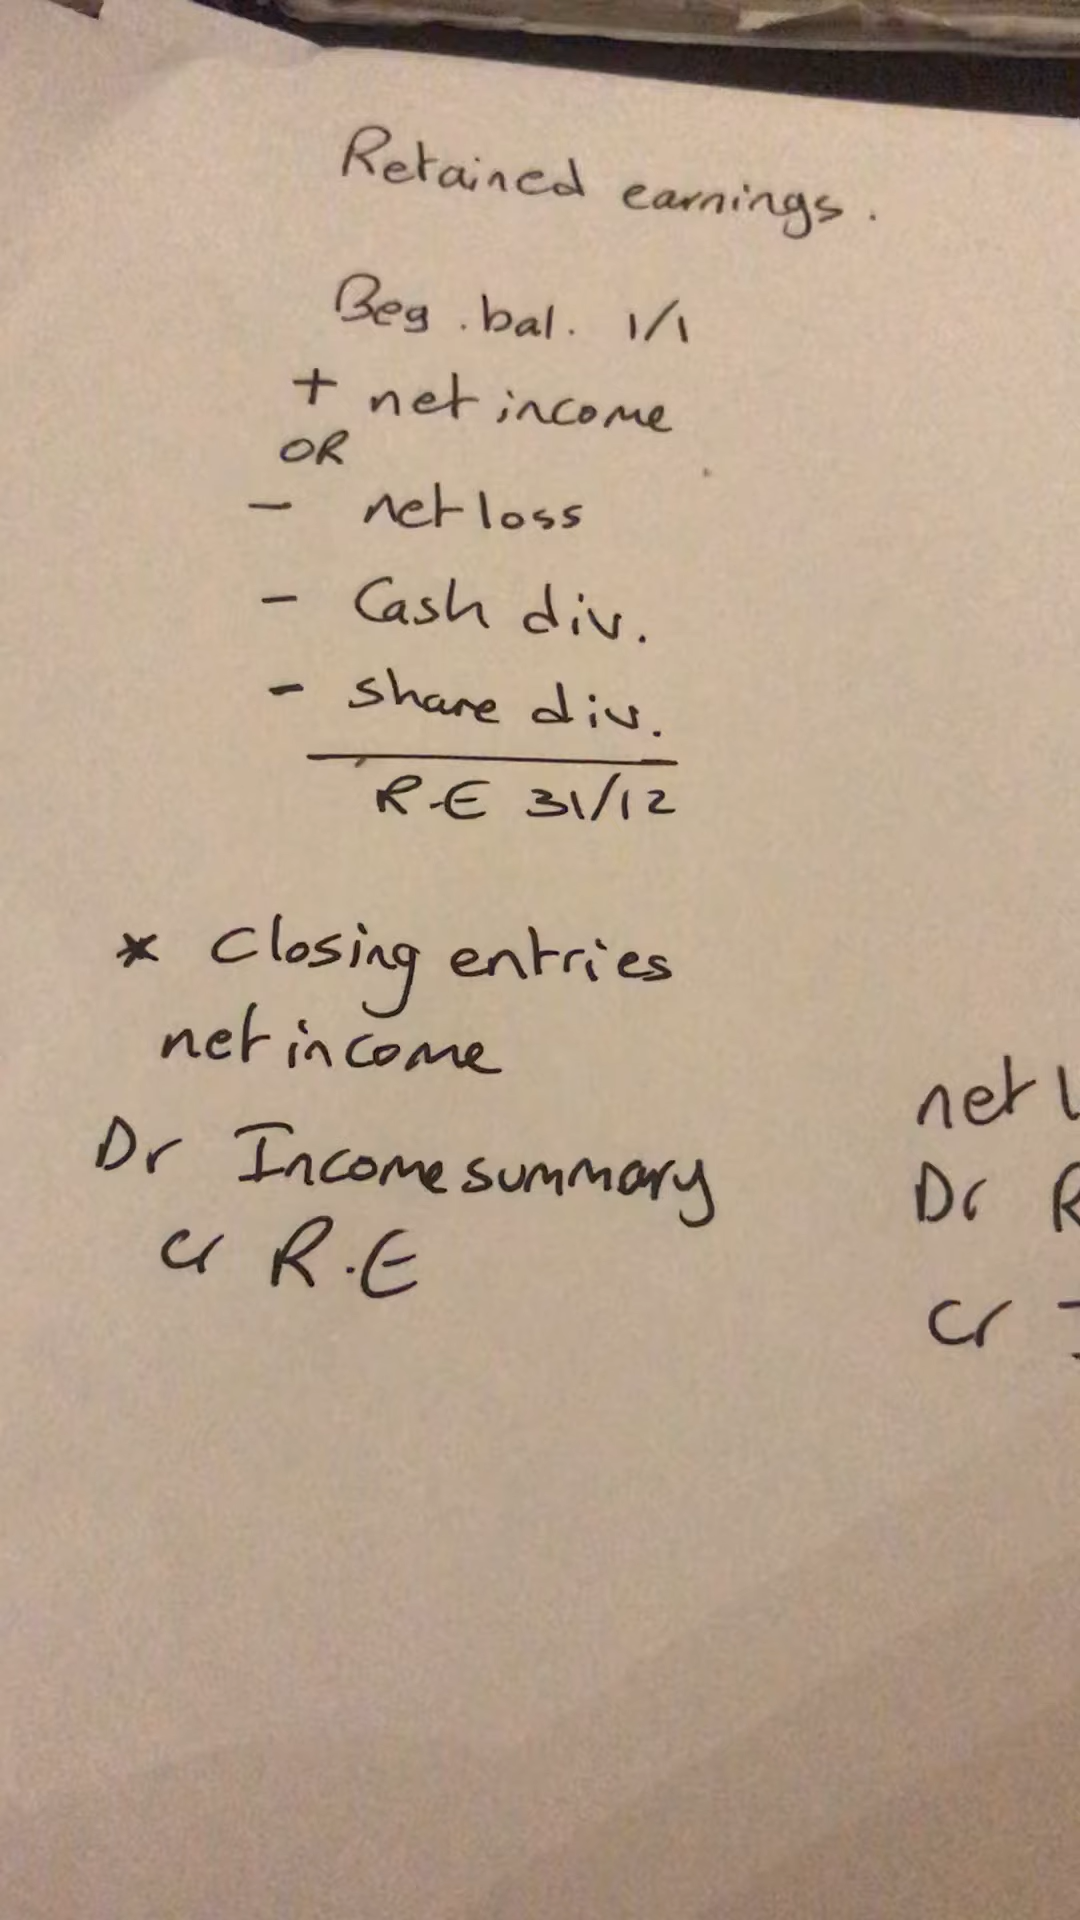 Retained earnings.
Beg. bal. 1/1
+ net income
OR
- net loss
- Cash div.
- share div.
R.E 31/12
* Closing entries
net income
Dr Income summary
cr R.E
net
Dr R
Cr